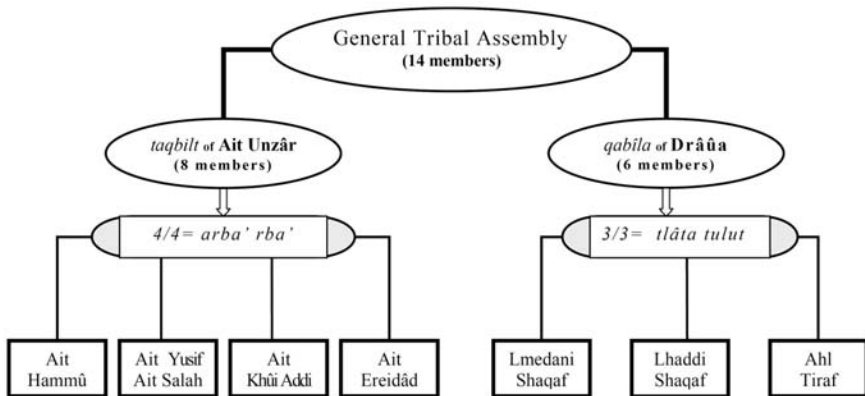 General Tribal Assembly
(14 members)
taqbilt of Ait Unzâr
(8 members)
qabîla of Drâûa
(6 members)
4/4= arba’ rba’
3/3= tlâta tulut
Ait
Hammû
Ait Yusif
Ait Salah
Ait
Khûi Addi
Ait
Ereidâd
Lmedani
Shaqaf
Lhaddi
Shaqaf
Ahl
Tiraf